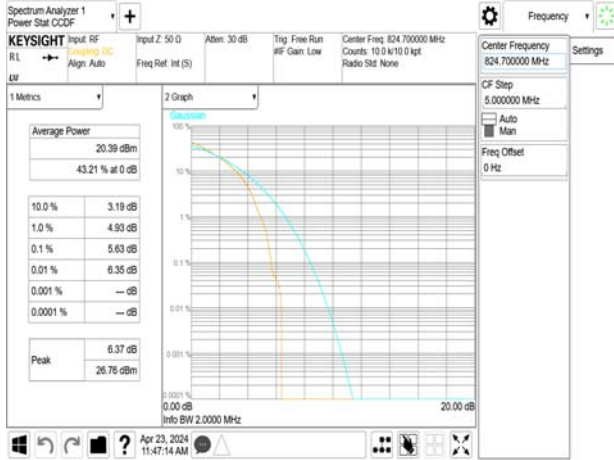 Spectrum Analyzer 1
Power Stat CCDF
Frequency
KEYSIGHT
Input: RF
Input Z: 50 Ω
Atten: 30 dB
Trig: Free Run
Center Freq: 824.700000 MHz
R L
Coupling: DC
#IF Gain: Low
Counts: 10.0 k/10.0 kpt
Align: Auto
Freq Ref: Int (S)
Radio Std: None
LVI
Center Frequency
824.700000 MHz
Settings
CF Step
5.000000 MHz
Auto
Man
Freq Offset
0 Hz
1 Metrics
2 Graph
Average Power
20.39 dBm
43.21 % at 0 dB
10.0 %
3.19 dB
1.0 %
4.93 dB
0.1 %
5.63 dB
0.01 %
6.35 dB
0.001 %
--- dB
0.0001 %
--- dB
Peak
6.37 dB
26.76 dBm
Gaussian
100 %
10 %
1 %
0.1 %
0.01 %
0.001 %
0.0001 %
0.00 dB
20.00 dB
Info BW 2.0000 MHz
Apr 23, 2024
11:47:14 AM